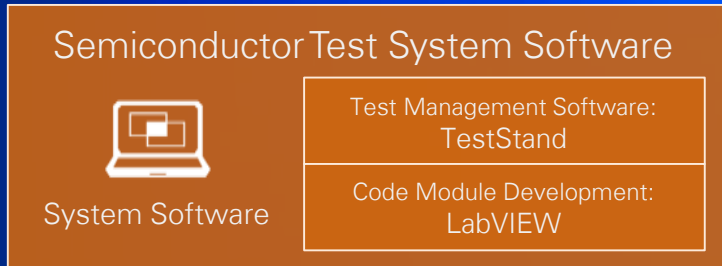 Semiconductor Test System Software
System Software
Test Management Software:
TestStand
Code Module Development:
LabVIEW